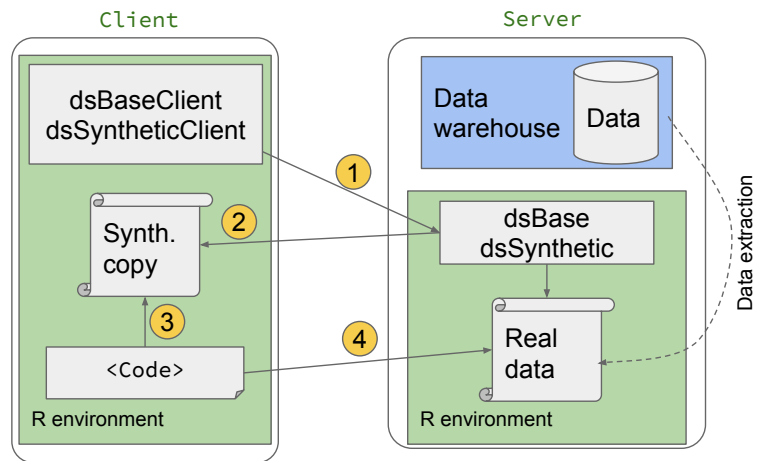 Client
Server
dsBaseClient
dsSyntheticClient
Data
warehouse
Data
1
2
Synth.
copy
dsBase
dsSynthetic
Data extraction
3
4
<Code>
Real
data
R environment
R environment